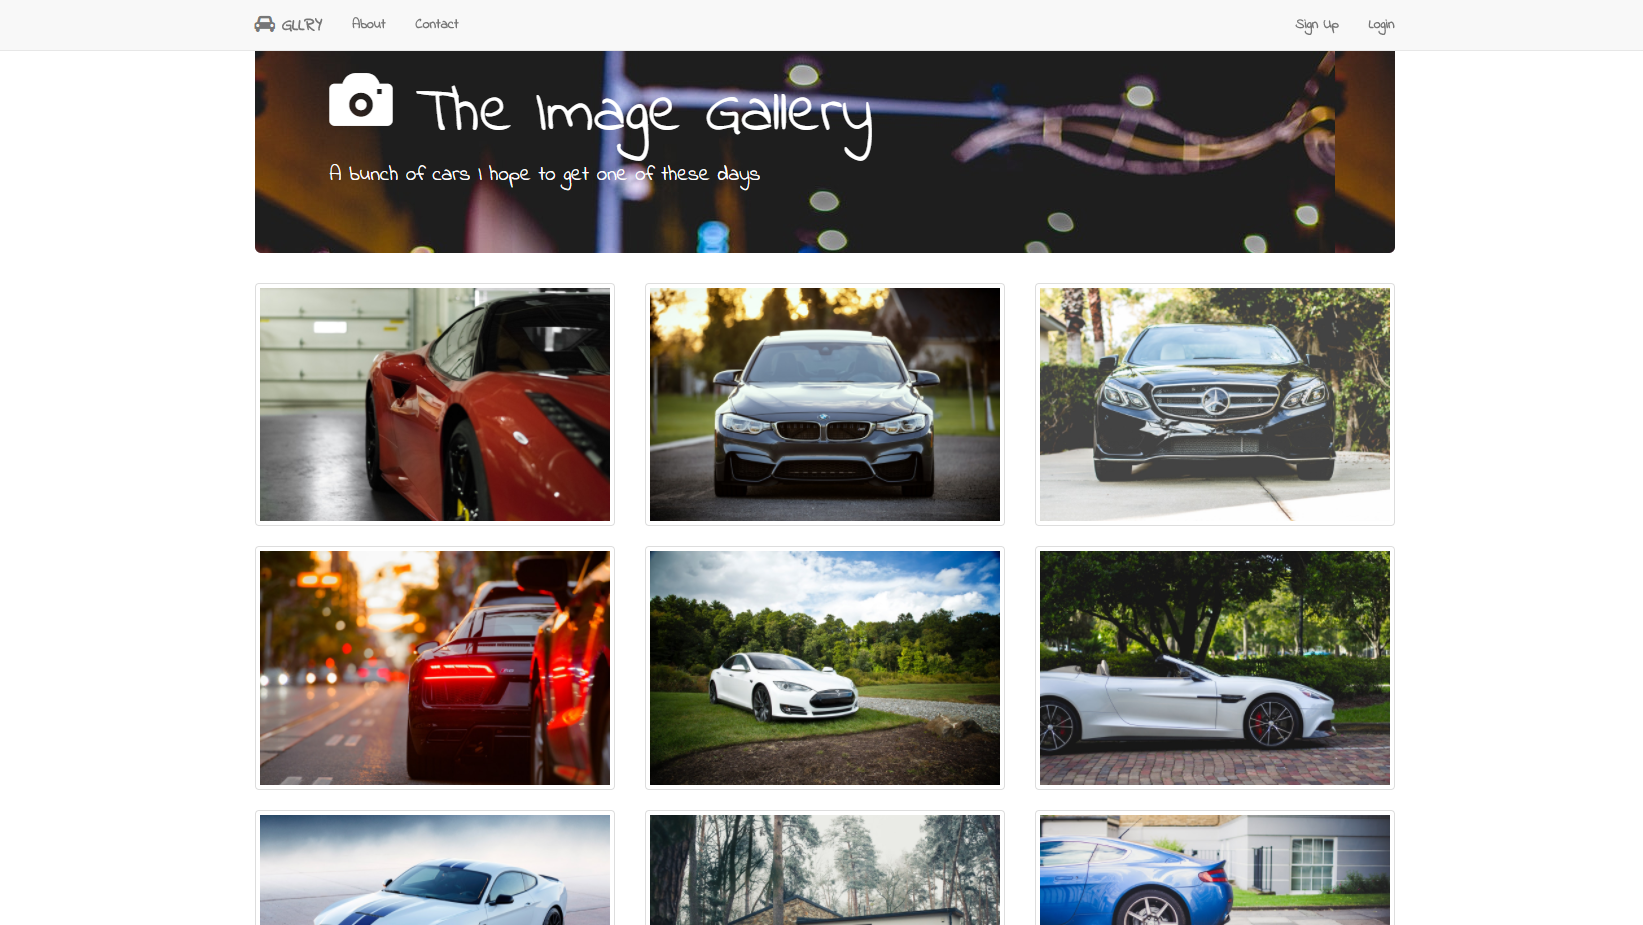 GLLRY About Contact Sign Up Login
The Image Gallery
A bunch of cars I hope to get one of these days